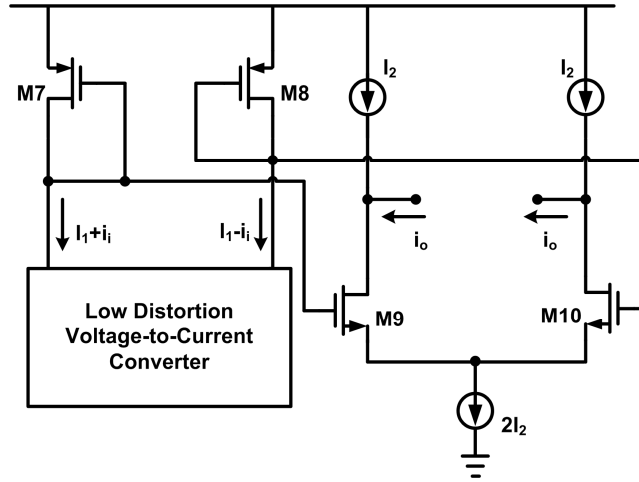 I2
I2
M7
M8
I1+ii
I1-ii
io
io
Low Distortion
Voltage-to-Current
Converter
M9
M10
2I2